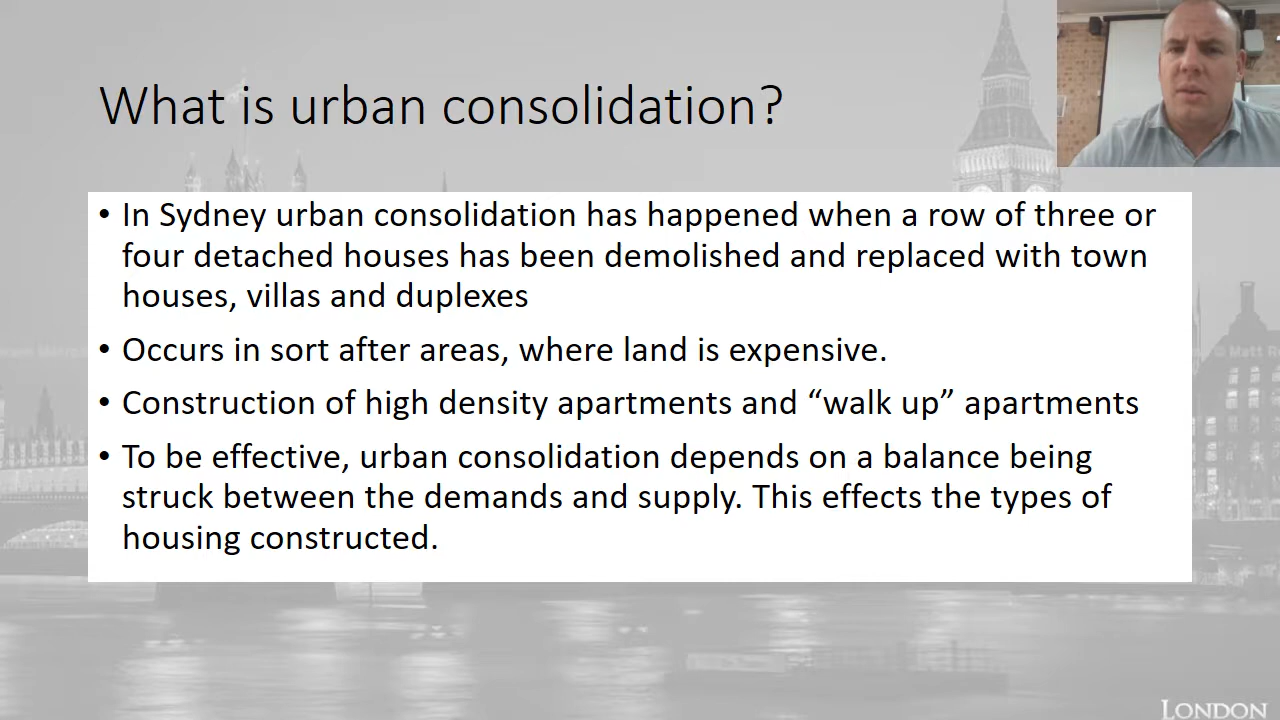 What is urban consolidation?
• In Sydney urban consolidation has happened when a row of three or
four detached houses has been demolished and replaced with town
houses, villas and duplexes
• Occurs in sort after areas, where land is expensive.
• Construction of high density apartments and “walk up” apartments
• To be effective, urban consolidation depends on a balance being
struck between the demands and supply. This effects the types of
housing constructed.
LONDON